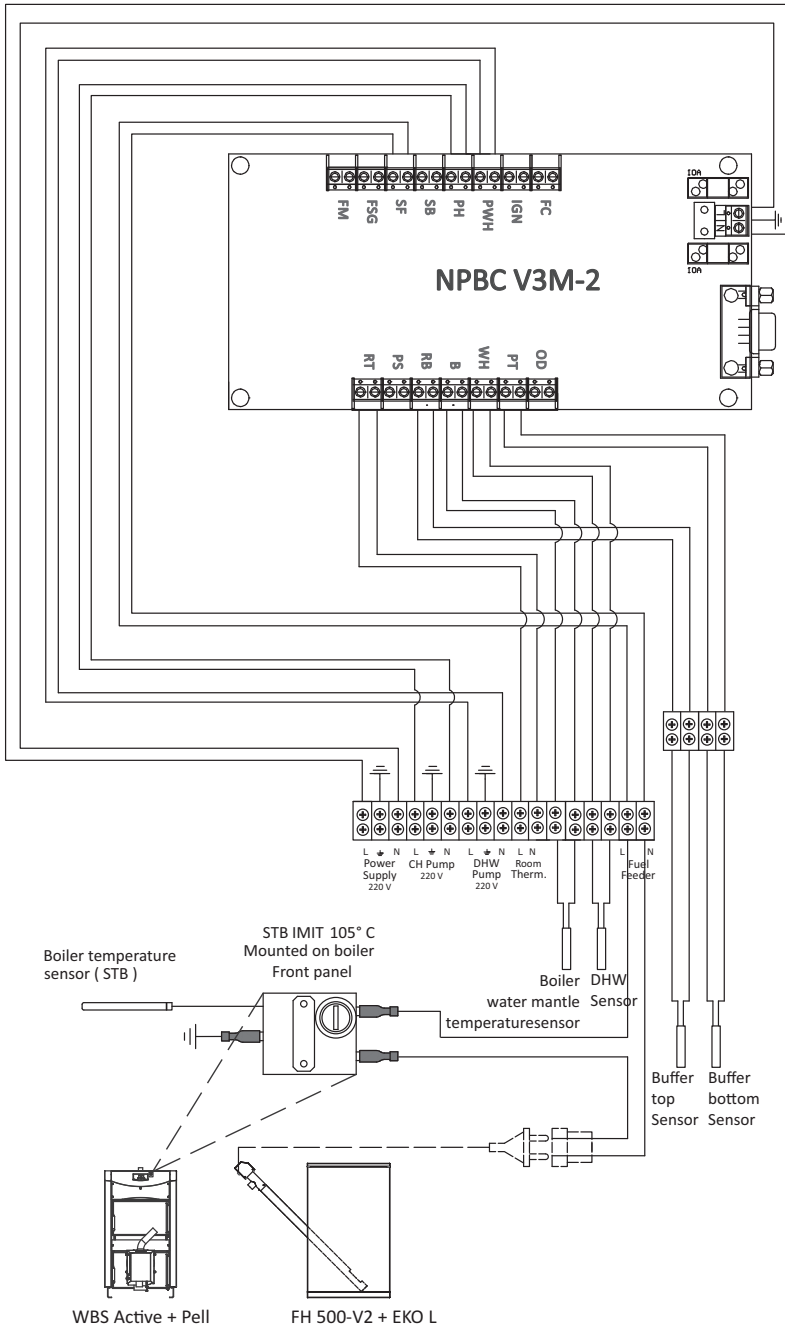 IOA
FM FSG SF SB PH PWH IGN FC
L
N
IOA
NPBC V3M-2
RT PS RB B WH PT OD
L N L N L N L N L N
Power Supply 220 V
CH Pump 220 V
DHW Pump 220 V
Room Therm.
Fuel Feeder
STB IMIT 105° C
Mounted on boiler
Front panel
Boiler temperature
sensor ( STB )
Boiler
water mantle
temperaturesensor
DHW
Sensor
Buffer
top
Sensor
Buffer
bottom
Sensor
WBS Active + Pell
FH 500-V2 + EKO L